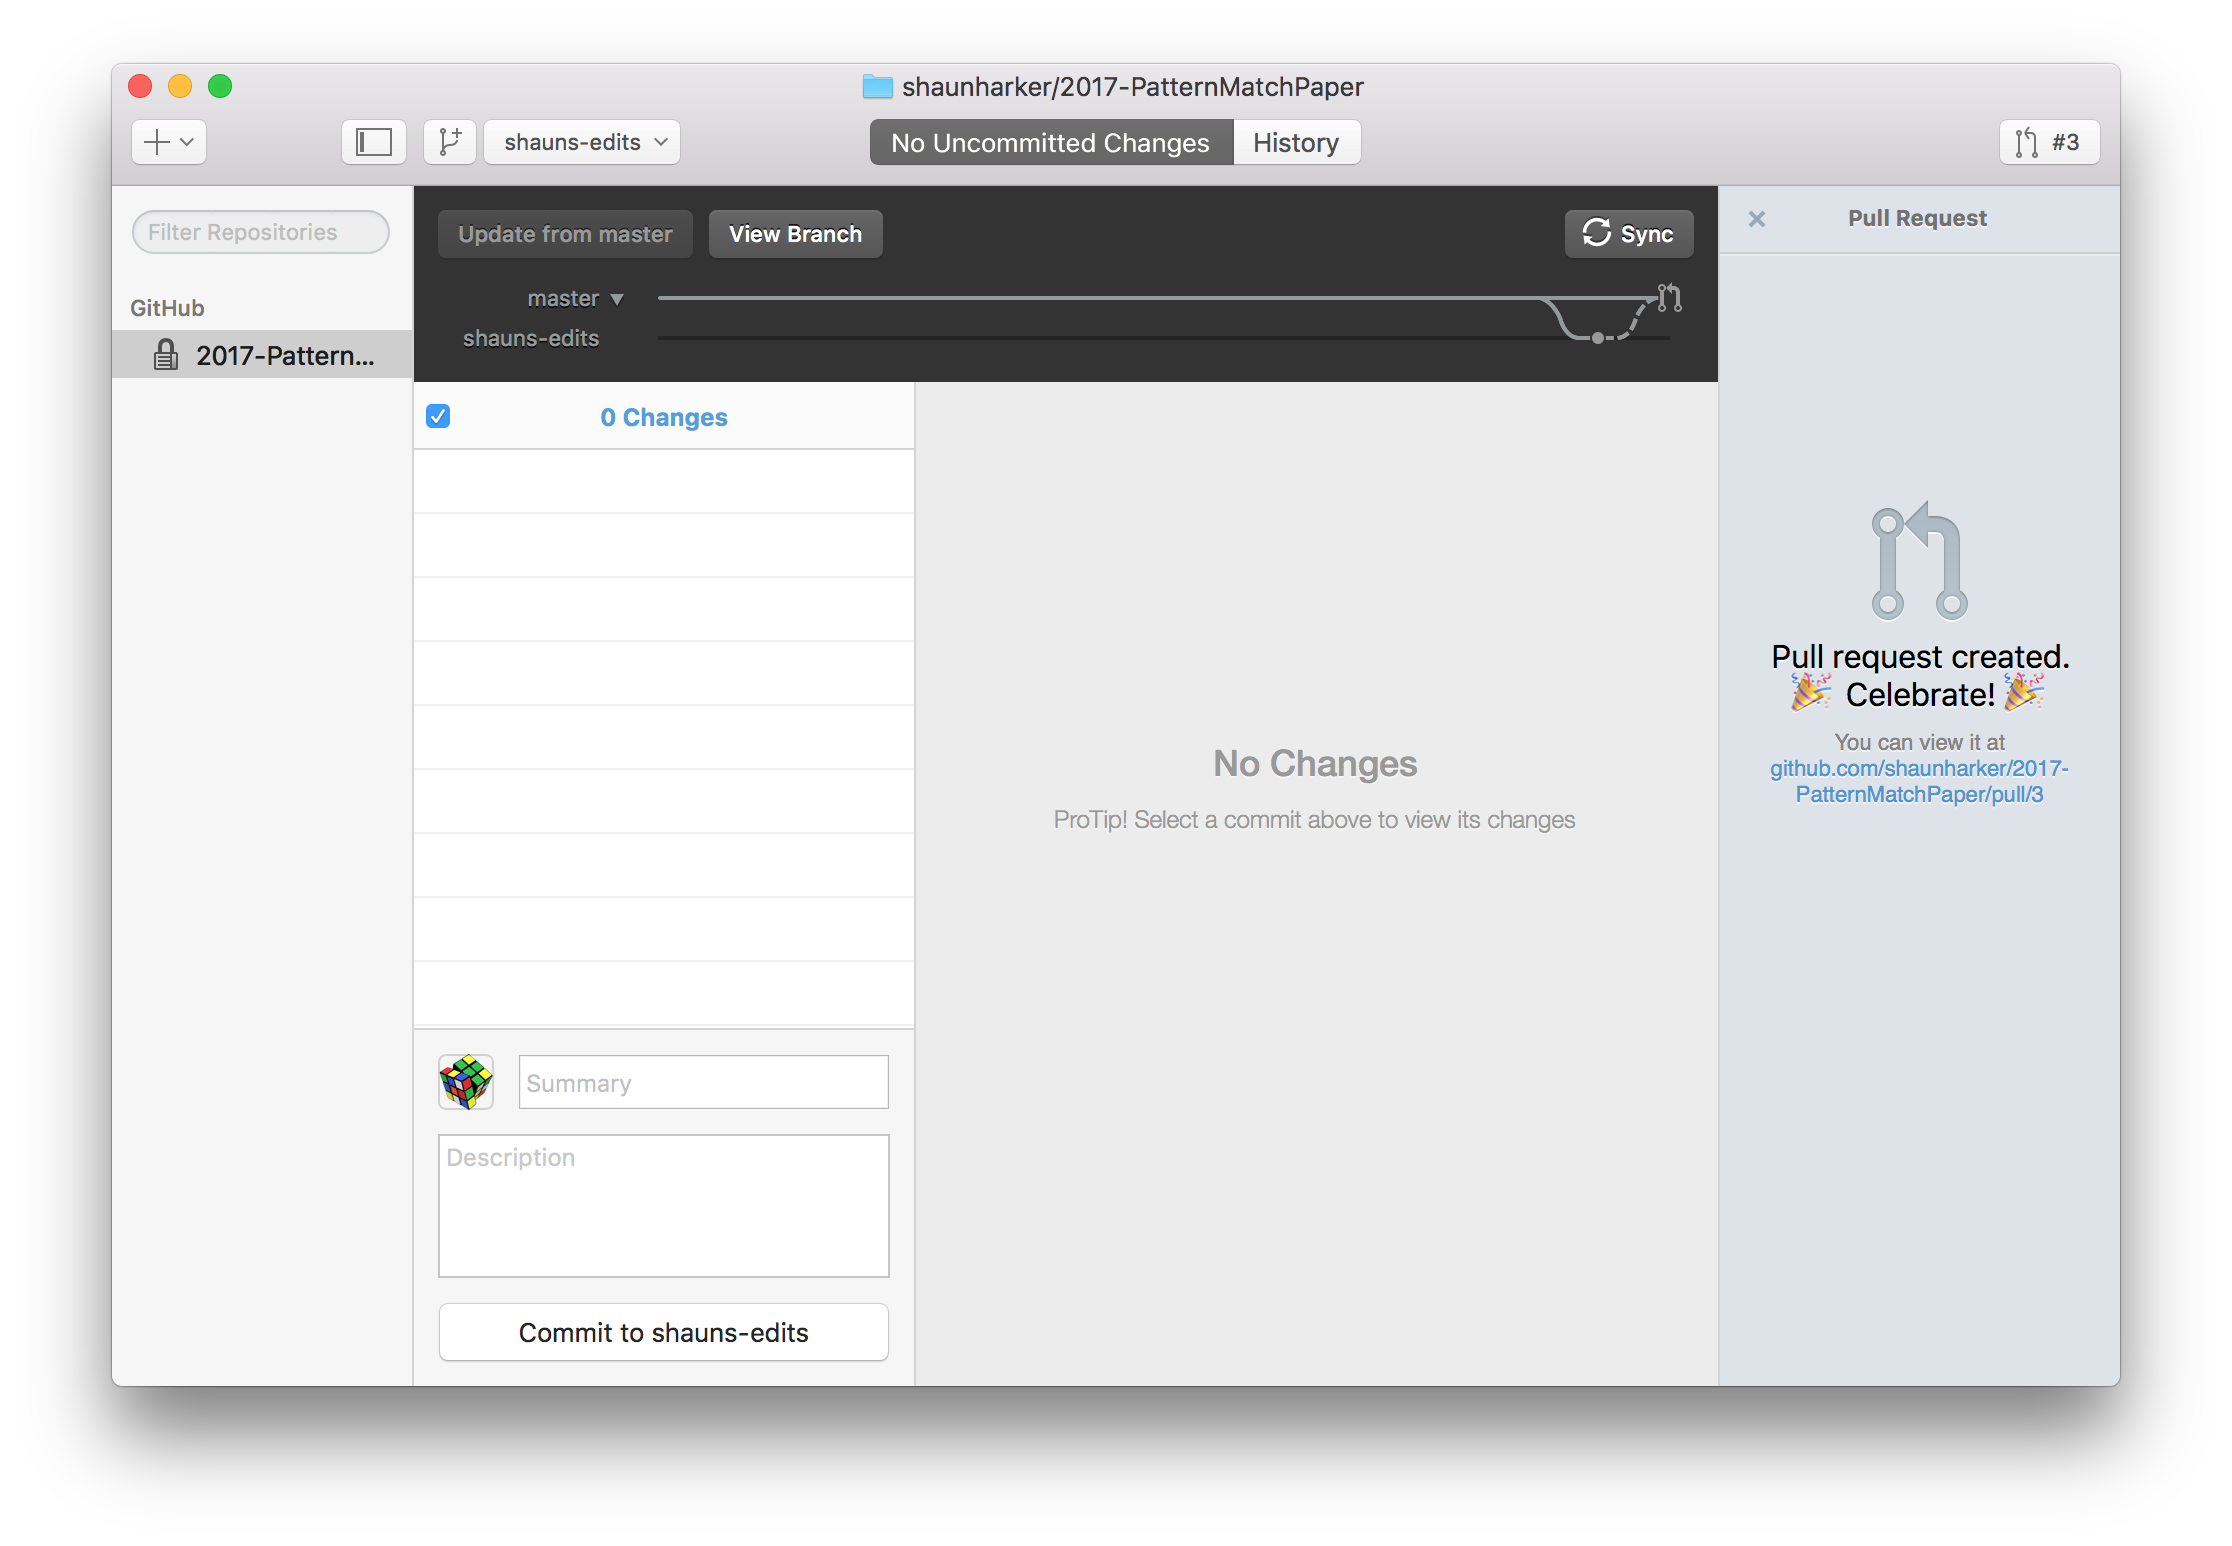 shaunharker/2017-PatternMatchPaper
shauns-edits
No Uncommitted Changes
History
#3
Filter Repositories
GitHub
2017-Pattern...
Update from master
View Branch
Sync
master
shauns-edits
0 Changes
No Changes
ProTip! Select a commit above to view its changes
Summary
Description
Commit to shauns-edits
Pull Request
Pull request created.
🎉 Celebrate! 🎉
You can view it at
github.com/shaunharker/2017-
PatternMatchPaper/pull/3